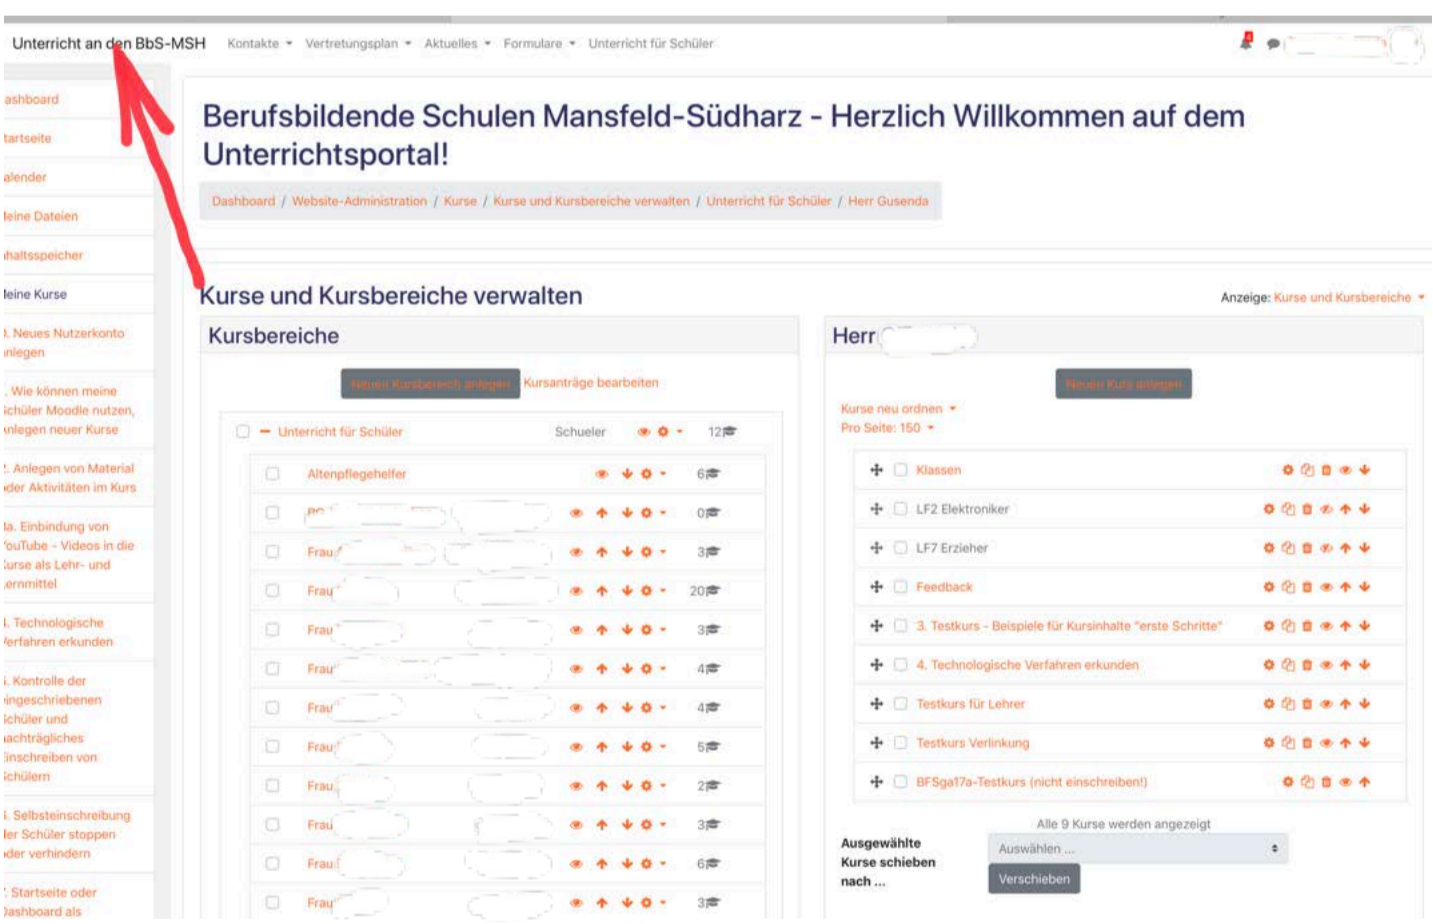 Unterricht an den BbS-MSH Kontakte Vertretungsplan Aktuelles Formulare Unterricht für Schüler 4
ashboard
tartseite
alender
leine Dateien
nhaltsspeicher
leine Kurse
Neues Nutzerkonto
nlegen
. Wie können meine
chüler Moodle nutzen,
nlegen neuer Kurse
. Anlegen von Material
der Aktivitäten im Kurs
a. Einbindung von
ouTube - Videos in die
urse als Lehr- und
ernmittel
. Technologische
erfahren erkunden
. Kontrolle der
ingeschriebenen
chüler und
achträgliches
inschreiben von
chülern
. Selbsteinschreibung
er Schüler stoppen
der verhindern
. Startseite oder
Dashboard als
Berufsbildende Schulen Mansfeld-Südharz - Herzlich Willkommen auf dem
Unterrichtsportal!
Dashboard / Website-Administration / Kurse / Kurse und Kursbereiche verwalten / Unterricht für Schüler / Herr Gusenda
Kurse und Kursbereiche verwalten
Anzeige: Kurse und Kursbereiche
Kursbereiche
Neuen Kursbereich anlegen Kursanträge bearbeiten
Unterricht für Schüler Schueler 12
Altenpflegehelfer 6
0
Frau 3
Frau 20
Frau 3
Frau 4
Frau 4
Frau 5
Frau 2
Frau 3
Frau 6
Frau 3
Herr
Neuen Kurs anlegen
Kurse neu ordnen
Pro Seite: 150
Klassen
LF2 Elektroniker
LF7 Erzieher
Feedback
3. Testkurs - Beispiele für Kursinhalte "erste Schritte"
4. Technologische Verfahren erkunden
Testkurs für Lehrer
Testkurs Verlinkung
BFSga17a-Testkurs (nicht einschreiben!)
Alle 9 Kurse werden angezeigt
Ausgewählte
Kurse schieben
nach ...
Auswählen ...
Verschieben